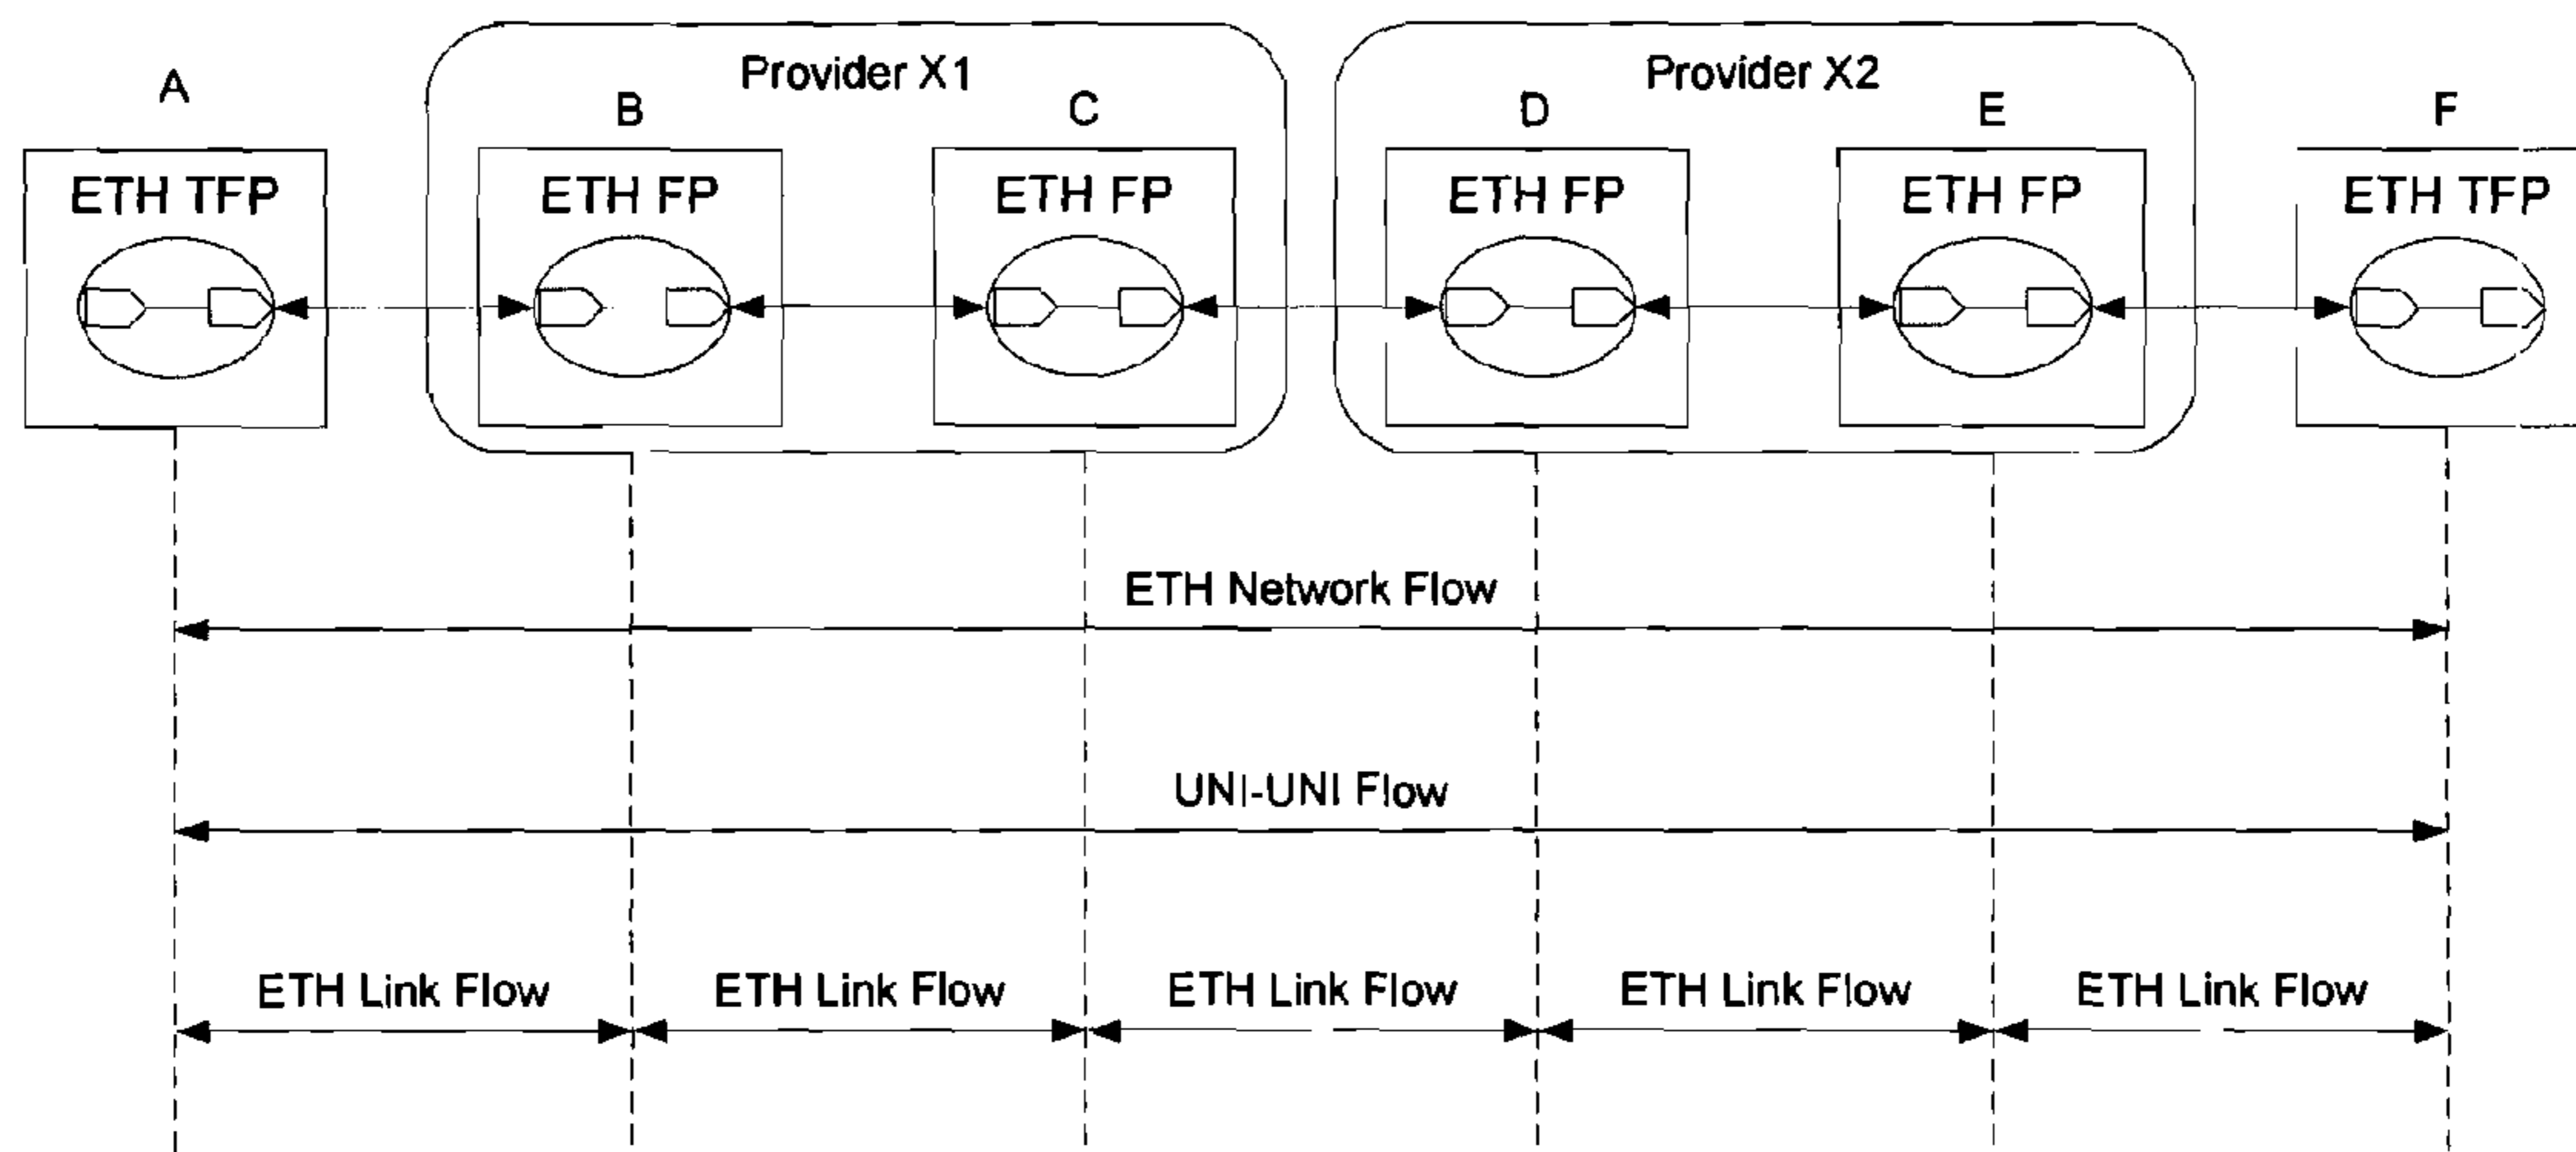 Provider X1
Provider X2
A
B
C
D
E
F
ETH TFP
ETH FP
ETH FP
ETH FP
ETH FP
ETH TFP
ETH Network Flow
UNI-UNI Flow
ETH Link Flow
ETH Link Flow
ETH Link Flow
ETH Link Flow
ETH Link Flow